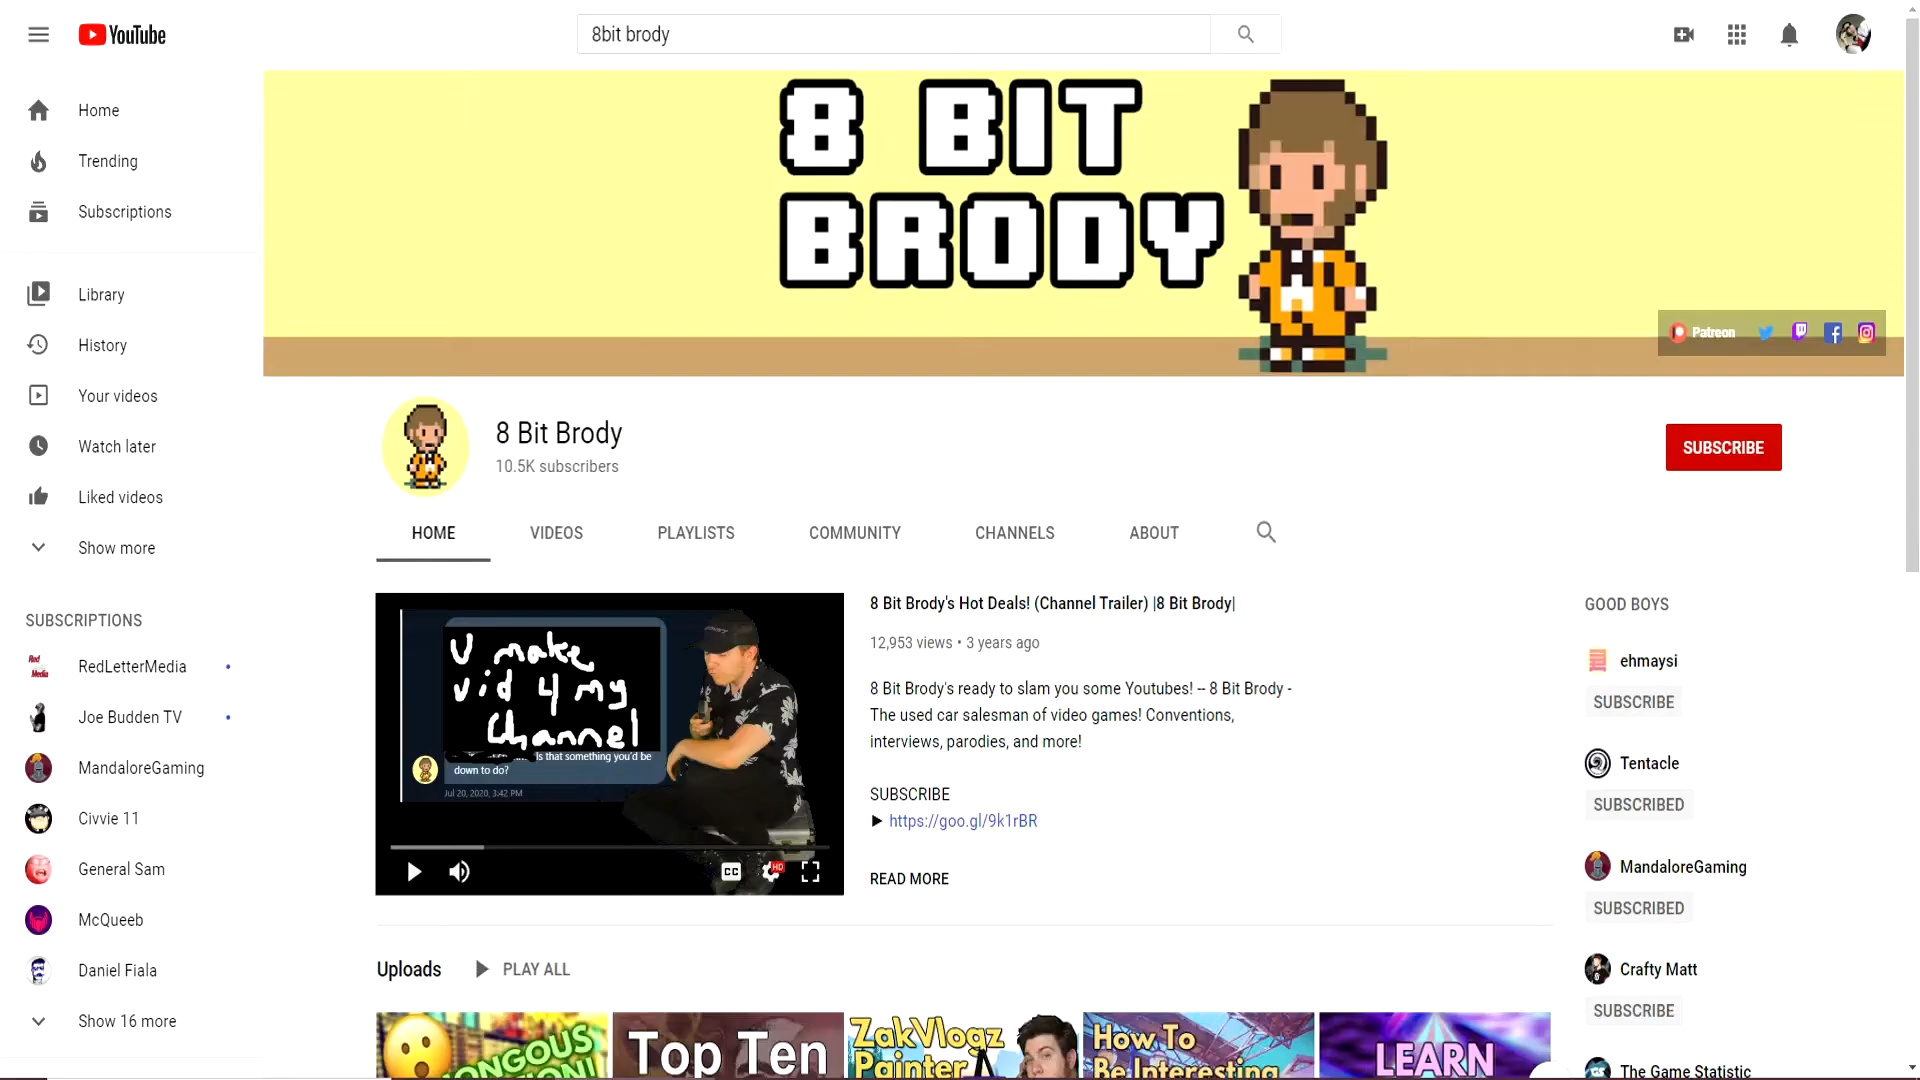 YouTube
8bit brody
Home
Trending
Subscriptions
Library
History
Your videos
Watch later
Liked videos
Show more
SUBSCRIPTIONS
RedLetterMedia
Joe Budden TV
MandaloreGaming
Civvie 11
General Sam
McQueeb
Daniel Fiala
Show 16 more
8 BIT
BRODY
Patreon
8 Bit Brody
10.5K subscribers
SUBSCRIBE
HOME
VIDEOS
PLAYLISTS
COMMUNITY
CHANNELS
ABOUT
U make
vid 4 my
channel
Is that something you'd be
down to do?
Jul 20, 2020, 3:42 PM
CC
HD
8 Bit Brody's Hot Deals! (Channel Trailer) |8 Bit Brody|
12,953 views • 3 years ago
8 Bit Brody's ready to slam you some Youtubes! -- 8 Bit Brody -
The used car salesman of video games! Conventions,
interviews, parodies, and more!
SUBSCRIBE
► https://goo.gl/9k1rBR
READ MORE
Uploads
PLAY ALL
ONGOUS
Top Ten
ZakVlogz
Painter
How To
Be Interesting
LEARN
GOOD BOYS
ehmaysi
SUBSCRIBE
Tentacle
SUBSCRIBED
MandaloreGaming
SUBSCRIBED
Crafty Matt
SUBSCRIBE
The Game Statistic